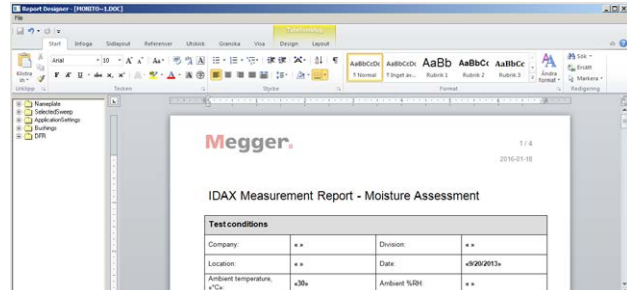 Report Designer - [MONITO~1.DOC]
File
Start Infoga Sidlayout Referenser Utskick Granska Visa Design Layout
Klistra in
Arial 10
F K U
AaBbCcDc AaBbCcDc AaBb AaBbCc AaBbCc
¶ Normal ¶ Inget av... Rubrik 1 Rubrik 2 Rubrik 3
Ändra format
Sök
Ersätt
Markera
Urklipp Tecken Stycke Format Redigering
Nameplate
SelectedSweep
ApplicationSettings
Bushings
DFR
Megger.
1 / 4
2016-01-18
IDAX Measurement Report - Moisture Assessment
Test conditions
Company: « » Division: « »
Location: « » Date: «9/20/2013»
Ambient temperature, «°C»: «30» Ambient %RH: « »